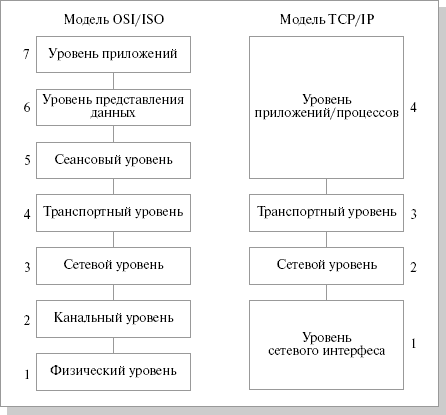 Модель OSI/ISO
7 Уровень приложений
6 Уровень представления
данных
5 Сеансовый уровень
4 Транспортный уровень
3 Сетевой уровень
2 Канальный уровень
1 Физический уровень
Модель TCP/IP
Уровень
приложений/процессов 4
Транспортный уровень 3
Сетевой уровень 2
Уровень
сетевого интерфеса 1